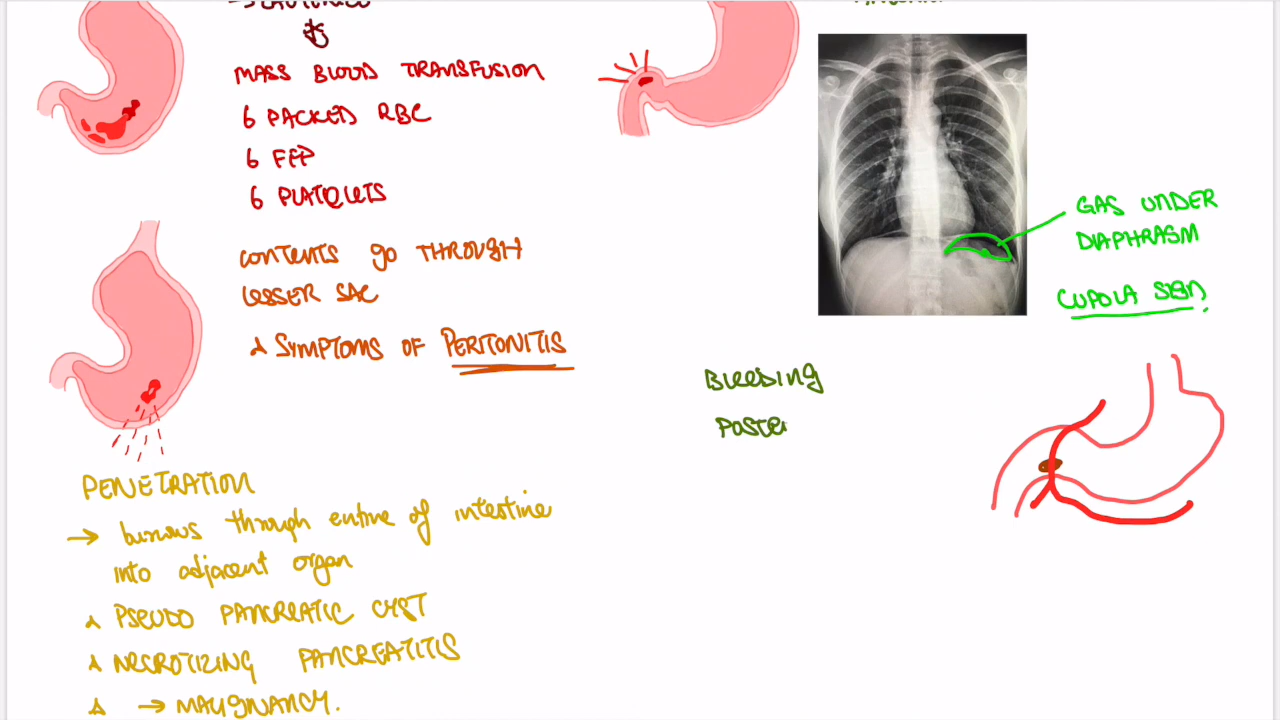 MASS BLOOD TRANSFUSION
6 PACKED RBC
6 FFP
6 PLATELETS
CONTENTS go THROUGH
LESSER SAC
SYMPTOMS OF PERITONITIS
PENETRATION
→ burrows through entire of intestine
into adjacent organ
PSEUDO PANCREATIC CYST
NECROTIZING PANCREATITIS
→ MALIGNANCY.
GAS UNDER
DIAPHRASM
CUPOLA SIGN
Bleeding
Poste